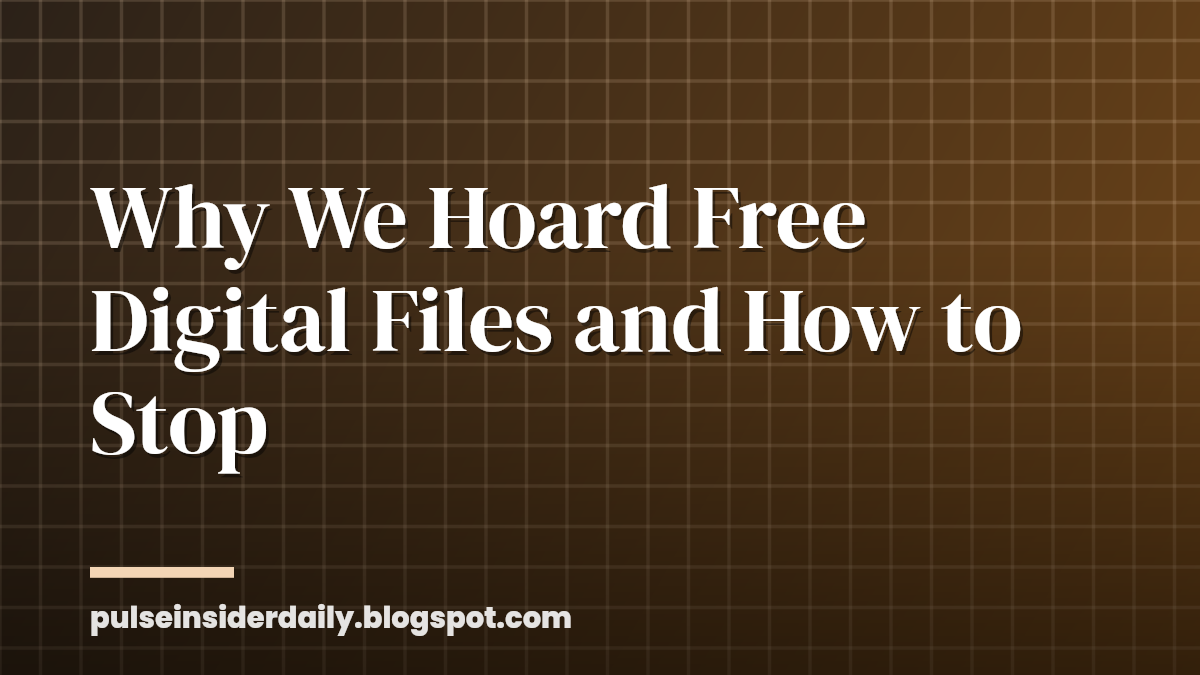 Why We Hoard Free
Digital Files and How to
Stop
pulseinsiderdaily.blogspot.com